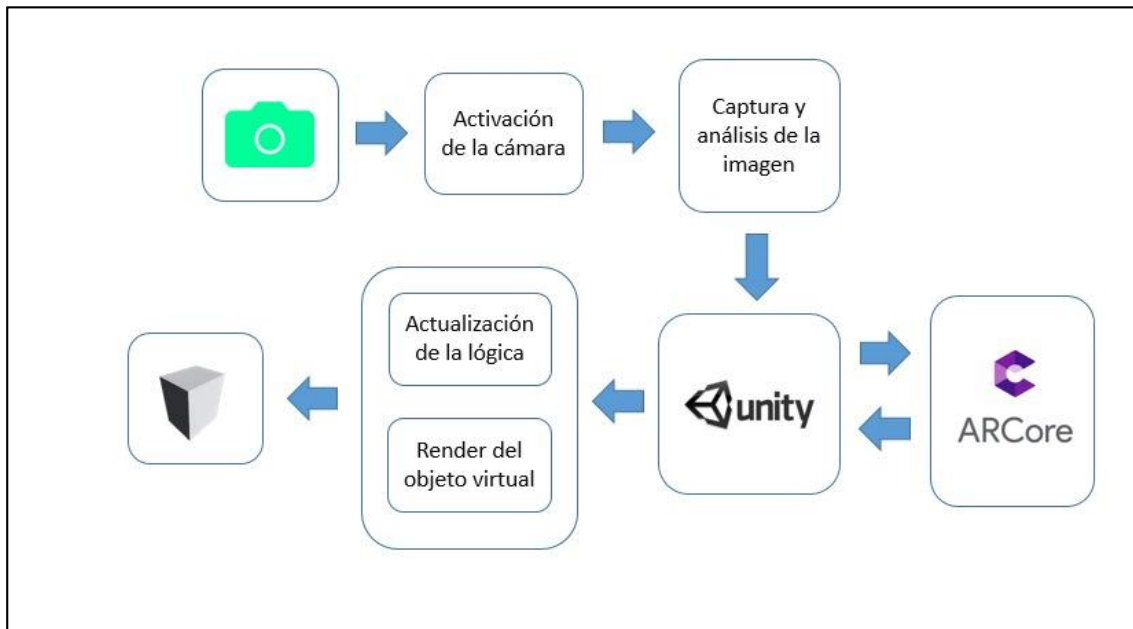 Activación
de la cámara
Captura y
análisis de la
imagen
Actualización
de la lógica
Render del
objeto virtual
unity
ARCore